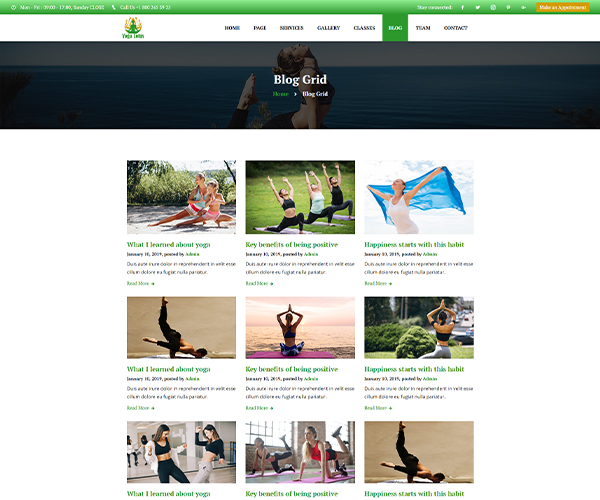 Mon - Fri : 09:00 - 17:00, Sunday CLOSE
Call Us +1 800 345 59 25
Stay connected:
Make an Appointment
Yoga Lotus
HOME PAGE SERVICES GALLERY CLASSES BLOG TEAM CONTACT
Blog Grid
Home > Blog Grid
What I learned about yoga
January 10, 2019, posted by Admin
Duis aute irure dolor in reprehenderit in velit esse
cillum dolore eu fugiat nulla pariatur.
Read More →
Key benefits of being positive
January 10, 2019, posted by Admin
Duis aute irure dolor in reprehenderit in velit esse
cillum dolore eu fugiat nulla pariatur.
Read More →
Happiness starts with this habit
January 10, 2019, posted by Admin
Duis aute irure dolor in reprehenderit in velit esse
cillum dolore eu fugiat nulla pariatur.
Read More →
What I learned about yoga
January 10, 2019, posted by Admin
Duis aute irure dolor in reprehenderit in velit esse
cillum dolore eu fugiat nulla pariatur.
Read More →
Key benefits of being positive
January 10, 2019, posted by Admin
Duis aute irure dolor in reprehenderit in velit esse
cillum dolore eu fugiat nulla pariatur.
Read More →
Happiness starts with this habit
January 10, 2019, posted by Admin
Duis aute irure dolor in reprehenderit in velit esse
cillum dolore eu fugiat nulla pariatur.
Read More →
What I learned about yoga
Key benefits of being positive
Happiness starts with this habit